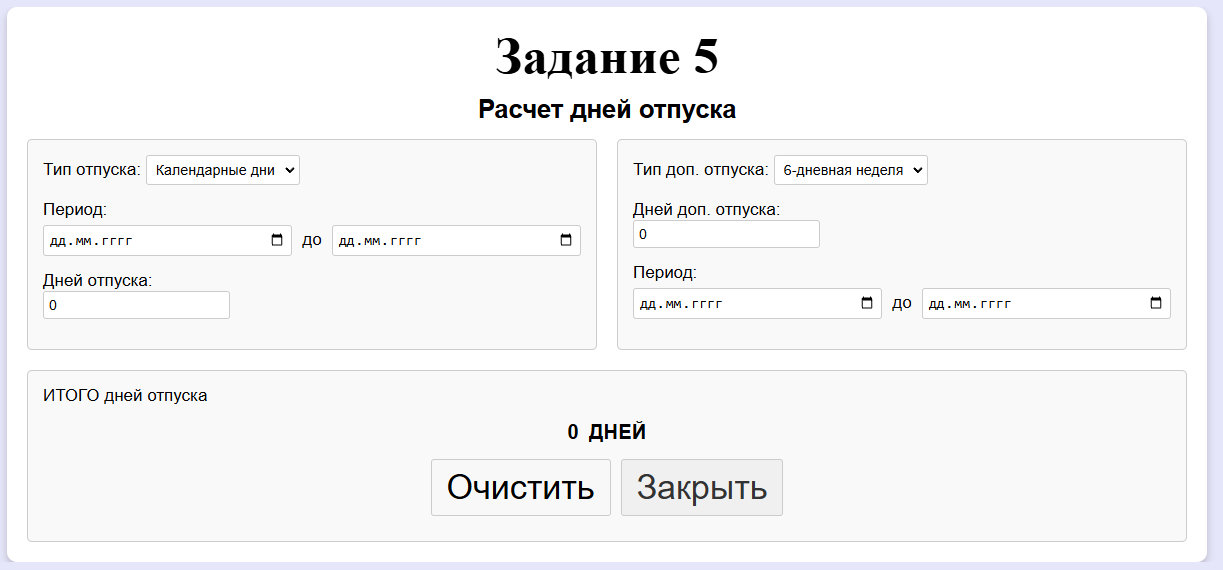 Задание 5
Расчет дней отпуска
Тип отпуска: Календарные дни
Период:
дд.мм.гггг до дд.мм.гггг
Дней отпуска:
0
Тип доп. отпуска: 6-дневная неделя
Дней доп. отпуска:
0
Период:
дд.мм.гггг до дд.мм.гггг
ИТОГО дней отпуска
0 ДНЕЙ
Очистить Закрыть